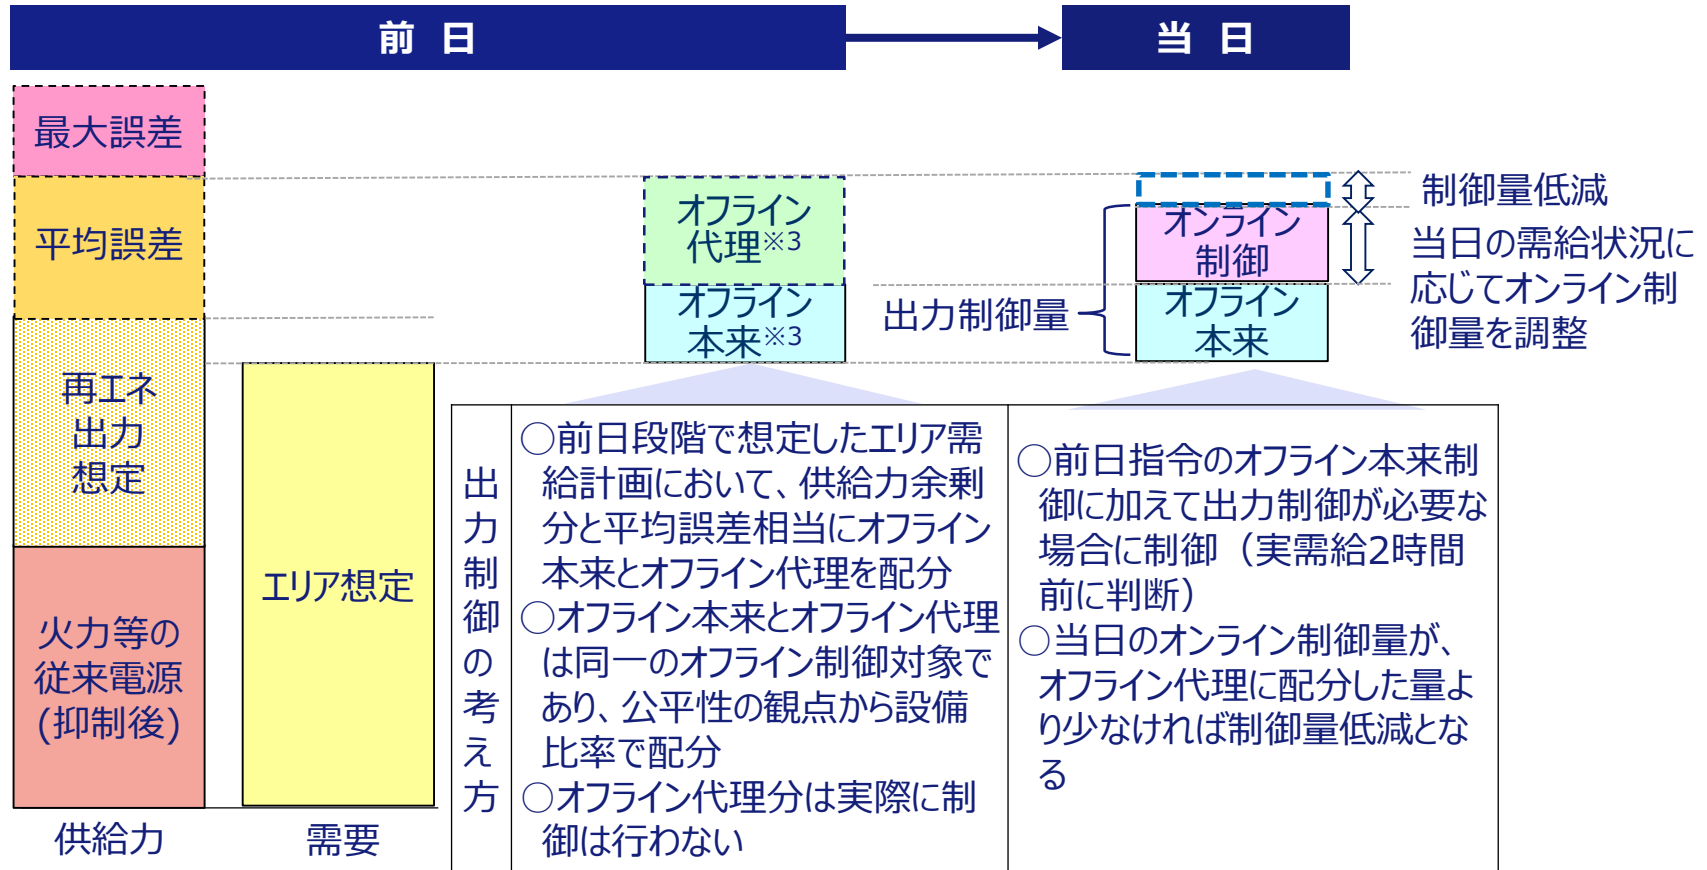 前 日
当 日
最大誤差
平均誤差
再エネ
出力
想定
火力等の
従来電源
(抑制後)
供給力
エリア想定
需要
オフライン
代理※3
オフライン
本来※3
出力制御量
オンライン
制御
オフライン
本来
制御量低減
当日の需給状況に
応じてオンライン制
御量を調整
出
力
制
御
の
考
え
方
○前日段階で想定したエリア需
給計画において、供給力余剰
分と平均誤差相当にオフライン
本来とオフライン代理を配分
○オフライン本来とオフライン代理
は同一のオフライン制御対象で
あり、公平性の観点から設備
比率で配分
○オフライン代理分は実際に制
御は行わない
○前日指令のオフライン本来制
御に加えて出力制御が必要な
場合に制御（実需給2時間
前に判断）
○当日のオンライン制御量が、
オフライン代理に配分した量よ
り少なければ制御量低減とな
る